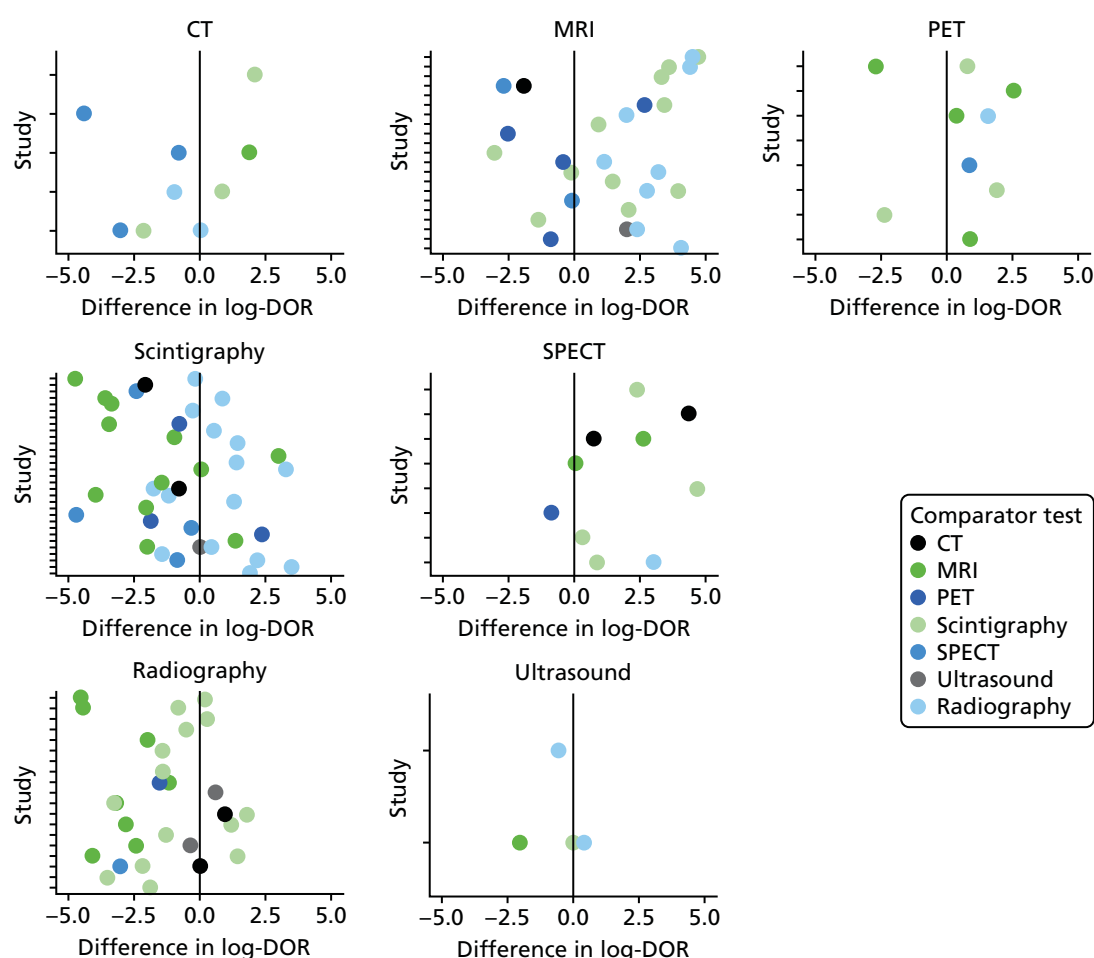 CT
Study
−5.0 −2.5 0.0 2.5 5.0
Difference in log-DOR
MRI
Study
−5.0 −2.5 0.0 2.5 5.0
Difference in log-DOR
PET
Study
−5.0 −2.5 0.0 2.5 5.0
Difference in log-DOR
Scintigraphy
Study
−5.0 −2.5 0.0 2.5 5.0
Difference in log-DOR
SPECT
Study
−5.0 −2.5 0.0 2.5 5.0
Difference in log-DOR
Radiography
Study
−5.0 −2.5 0.0 2.5 5.0
Difference in log-DOR
Ultrasound
Study
−5.0 −2.5 0.0 2.5 5.0
Difference in log-DOR
Comparator test
CT
MRI
PET
Scintigraphy
SPECT
Ultrasound
Radiography